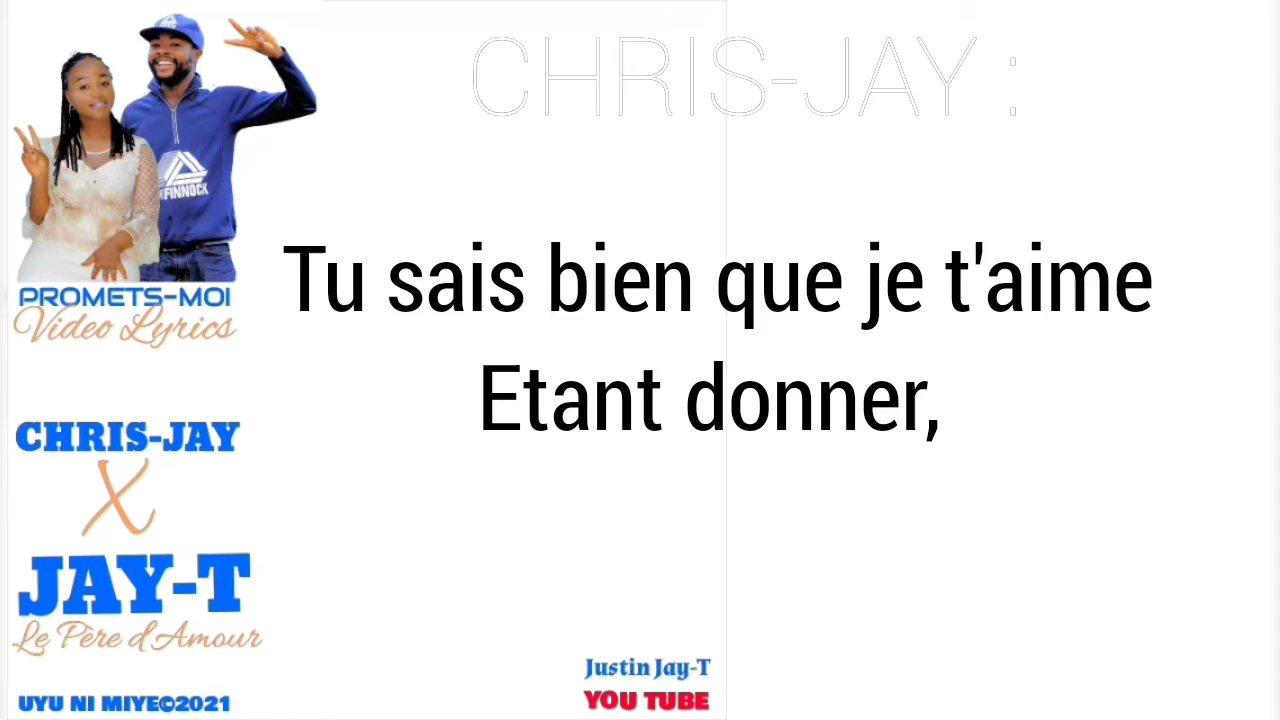 CHRIS-JAY :
Tu sais bien que je t'aime
Etant donner,
FINNOCK
PROMETS-MOI
Video Lyrics
CHRIS-JAY
X
JAY-T
Le Père d'Amour
UYU NI MIYE©2021
Justin Jay-T
YOU TUBE